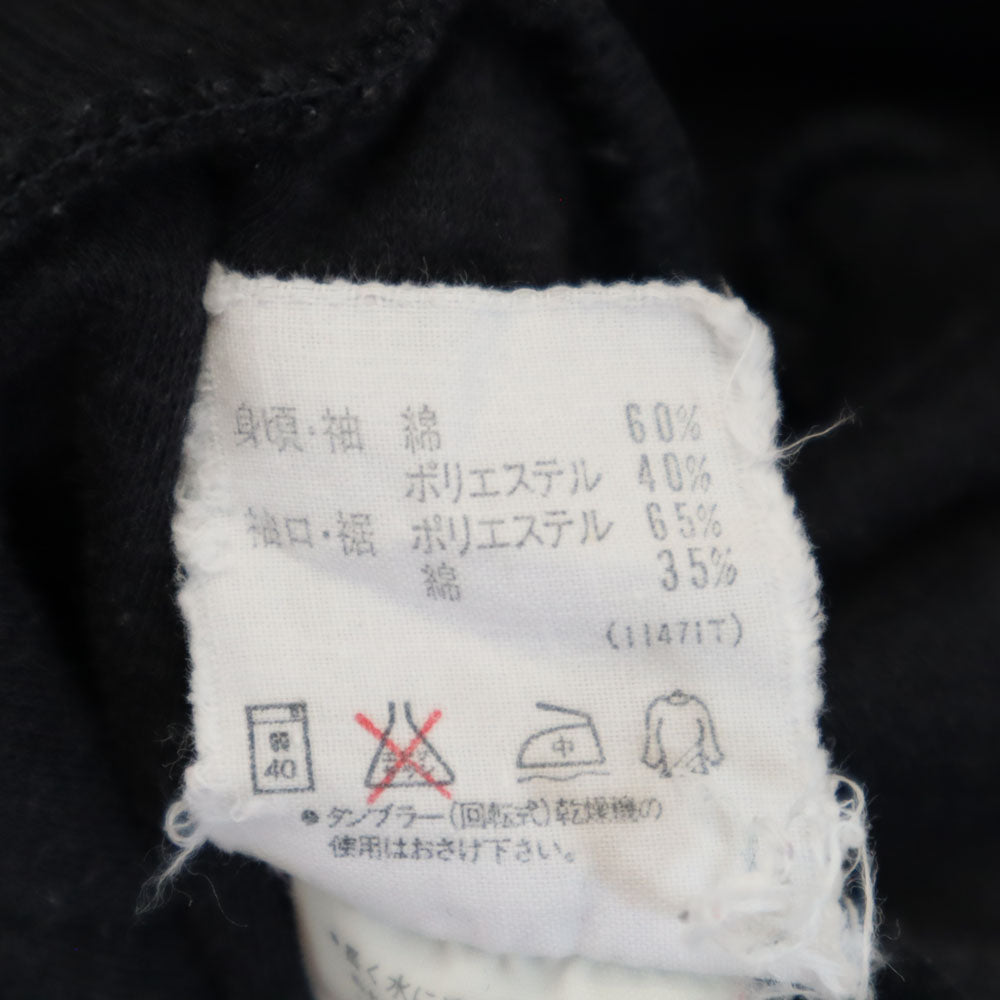 身頃・袖 綿 60%
ポリエステル 40%
袖口・裾 ポリエステル 65%
綿 35%
(11471T)
弱
40
中
●タンブラー(回転式)乾燥機の
使用はおさけ下さい。